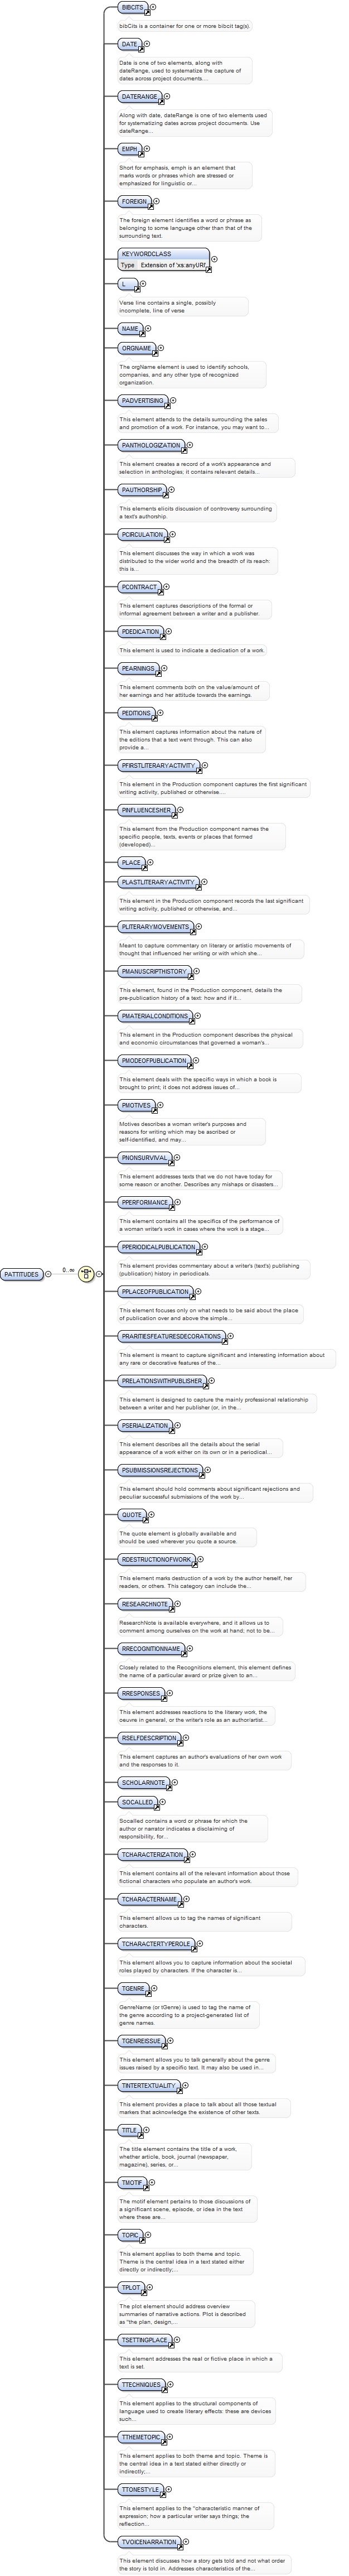 BIBCITS
bibCits is a container for one or more bibcit tag(s).
DATE
Date is one of two elements, along with
dateRange, used to systematize the capture of
dates across project documents....
DATERANGE
Along with date, dateRange is one of two elements used
for systematizing dates across project documents. Use
dateRange...
EMPH
Short for emphasis, emph is an element that
marks words or phrases which are stressed or
emphasized for linguistic or...
FOREIGN
The foreign element identifies a word or phrase as
belonging to some language other than that of the
surrounding text.
KEYWORDCLASS
Type Extension of 'xs:anyURI'
L
Verse line contains a single, possibly
incomplete, line of verse
NAME
ORGNAME
The orgName element is used to identify schools,
companies, and any other type of recognized
organization.
PADVERTISING
This element attends to the details surrounding the sales
and promotion of a work. For instance, you may want to...
PANTHOLOGIZATION
This element creates a record of a work's appearance and
selection in anthologies; it contains relevant details...
PAUTHORSHIP
This elements elicits discussion of controversy surrounding
a text's authorship.
PCIRCULATION
This element discusses the way in which a work was
distributed to the wider world and the breadth of its reach:
this is...
PCONTRACT
This element captures descriptions of the formal or
informal agreement between a writer and a publisher.
PDEDICATION
This element is used to indicate a dedication of a work
PEARNINGS
This element comments both on the value/amount of
her earnings and her attitude towards the earnings.
PEDITIONS
This element captures information about the nature of
the editions that a text went through. This can also
provide a...
PFIRSTLITERARYACTIVITY
This element in the Production component captures the first significant
writing activity, published or otherwise....
PINFLUENCESHER
This element from the Production component names the
specific people, texts, events or places that formed
(developed)...
PLACE
PLASTLITERARYACTIVITY
This element in the Production component records the last significant
writing activity, published or otherwise, and...
PLITERARYMOVEMENTS
Meant to capture commentary on literary or artistic movements of
thought that influenced her writing or with which she...
PMANUSCRIPTHISTORY
This element, found in the Production component, details the
pre-publication history of a text: how and if it...
PMATERIALCONDITIONS
This element in the Production component describes the physical
and economic circumstances that governed a woman's...
PMODEOFPUBLICATION
This element deals with the specific ways in which a book is
brought to print; it does not address issues of...
PMOTIVES
Motives describes a woman writer's purposes and
reasons for writing which may be ascribed or
self-identified, and may...
PNONSURVIVAL
This element addresses texts that we do not have today for
some reason or another. Describes any mishaps or disasters...
PPERFORMANCE
This element contains all the specifics of the performance of
a woman writer's work in cases where the work is a stage...
PPERIODICALPUBLICATION
This element provides commentary about a writer's (text's) publishing
(publication) history in periodicals.
PATTITUDES
0..∞
PPLACEOFPUBLICATION
This element focuses only on what needs to be said about the place
of publication over and above the simple...
PRARITIESFEATURESDECORATIONS
This element is meant to capture significant and interesting information about
any rare or decorative features of the...
PRELATIONSWITHPUBLISHER
This element is designed to capture the mainly professional relationship
between a writer and her publisher (or, in the...
PSERIALIZATION
This element describes all the details about the serial
appearance of a work either on its own or in a periodical...
PSUBMISSIONSREJECTIONS
This element should hold comments about significant rejections and
peculiar successful submissions of the work by...
QUOTE
The quote element is globally available and
should be used wherever you quote a source.
RDESTRUCTIONOFWORK
This element marks destruction of a work by the author herself, her
readers, or others. This category can include the...
RESEARCHNOTE
ResearchNote is available everywhere, and it allows us to
comment among ourselves on the work at hand; not to be...
RRECOGNITIONNAME
Closely related to the Recognitions element, this element defines
the name of a particular award or prize given to an...
RRESPONSES
This element addresses reactions to the literary work, the
oeuvre in general, or the writer's role as an author/artist...
RSELFDESCRIPTION
This element captures an author's evaluations of her own work
and the responses to it.
SCHOLARNOTE
SOCALLED
Socalled contains a word or phrase for which the
author or narrator indicates a disclaiming of
responsibility, for...
TCHARACTERIZATION
This element contains all of the relevant information about those
fictional characters who populate an author's work.
TCHARACTERNAME
This element allows us to tag the names of significant
characters.
TCHARACTERTYPEROLE
This element allows you to capture information about the societal
roles played by characters. If the character is...
TGENRE
GenreName (or tGenre) is used to tag the name of
the genre according to a project-generated list of
genre names.
TGENREISSUE
This element allows you to talk generally about the genre
issues raised by a specific text. It may also be used in...
TINTERTEXTUALITY
This element provides a place to talk about all those textual
markers that acknowledge the existence of other texts.
TITLE
The title element contains the title of a work,
whether article, book, journal (newspaper,
magazine), series, or...
TMOTIF
The motif element pertains to those discussions of
a significant scene, episode, or idea in the text
where these are...
TOPIC
This element applies to both theme and topic.
Theme is the central idea in a text stated either
directly or indirectly;...
TPLOT
The plot element should address overview
summaries of narrative actions. Plot is described
as "the plan, design,...
TSETTINGPLACE
This element addresses the real or fictive place in which a
text is set.
TTECHNIQUES
This element applies to the structural components of
language used to create literary effects: these are devices
such...
TTHEMETOPIC
This element applies to both theme and topic. Theme is
the central idea in a text stated either directly or
indirectly;...
TTONESTYLE
This element applies to the "characteristic manner of
expression; how a particular writer says things; the
reflection...
TVOICENARRATION
This element discusses how a story gets told and not what order
the story is told in. Addresses characteristics of the...